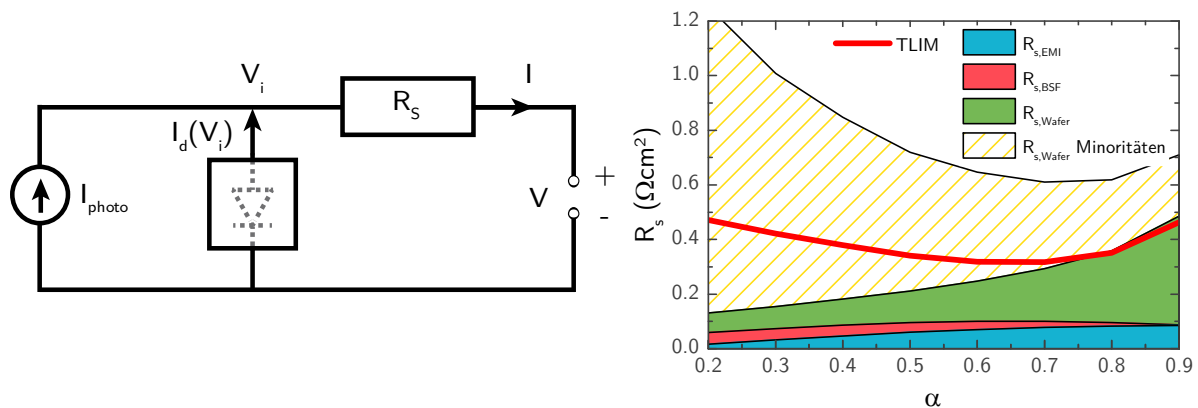 V_i
I
R_S
I_d(V_i)
I_photo
+
V
-
R_s (Ωcm²)
1.2
1.0
0.8
0.6
0.4
0.2
0.0
TLIM
R_s,EMI
R_s,BSF
R_s,Wafer
R_s,Wafer Minoritäten
0.2 0.3 0.4 0.5 0.6 0.7 0.8 0.9
α